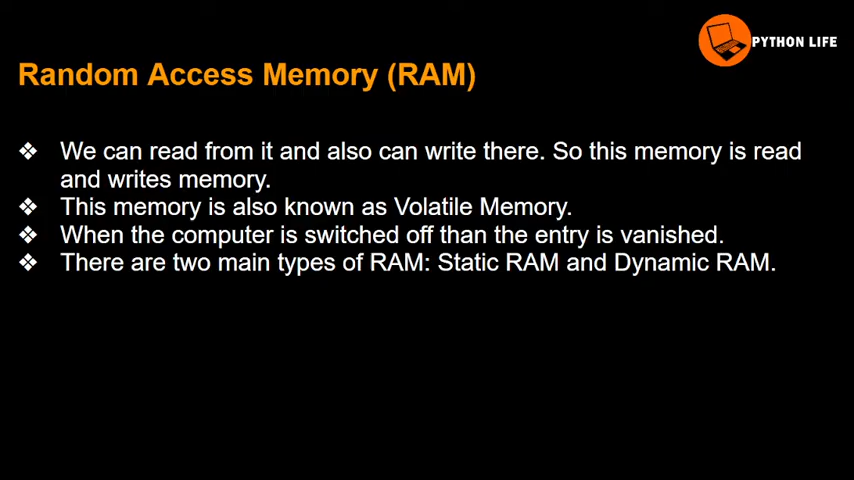 PYTHON LIFE
Random Access Memory (RAM)
❖ We can read from it and also can write there. So this memory is read
and writes memory.
❖ This memory is also known as Volatile Memory.
❖ When the computer is switched off than the entry is vanished.
❖ There are two main types of RAM: Static RAM and Dynamic RAM.